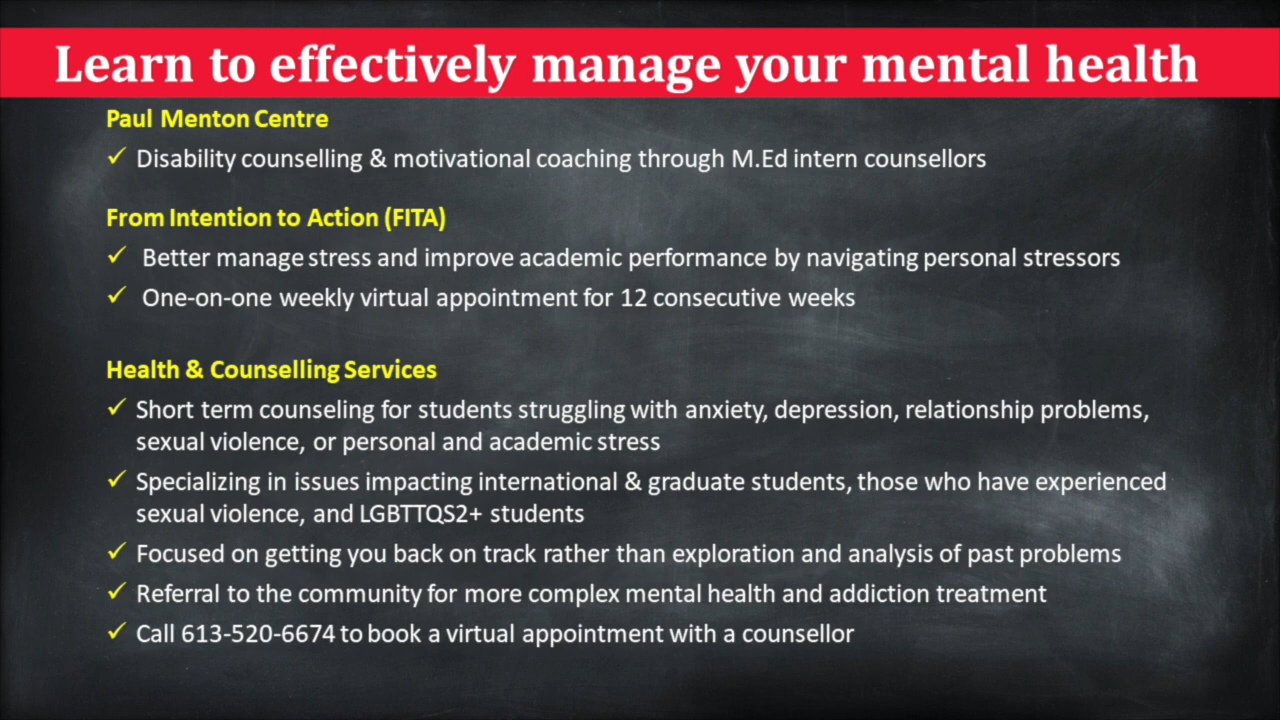 Learn to effectively manage your mental health
Paul Menton Centre
✓ Disability counselling & motivational coaching through M.Ed intern counsellors
From Intention to Action (FITA)
✓ Better manage stress and improve academic performance by navigating personal stressors
✓ One-on-one weekly virtual appointment for 12 consecutive weeks
Health & Counselling Services
✓ Short term counseling for students struggling with anxiety, depression, relationship problems,
sexual violence, or personal and academic stress
✓ Specializing in issues impacting international & graduate students, those who have experienced
sexual violence, and LGBTTQS2+ students
✓ Focused on getting you back on track rather than exploration and analysis of past problems
✓ Referral to the community for more complex mental health and addiction treatment
✓ Call 613-520-6674 to book a virtual appointment with a counsellor